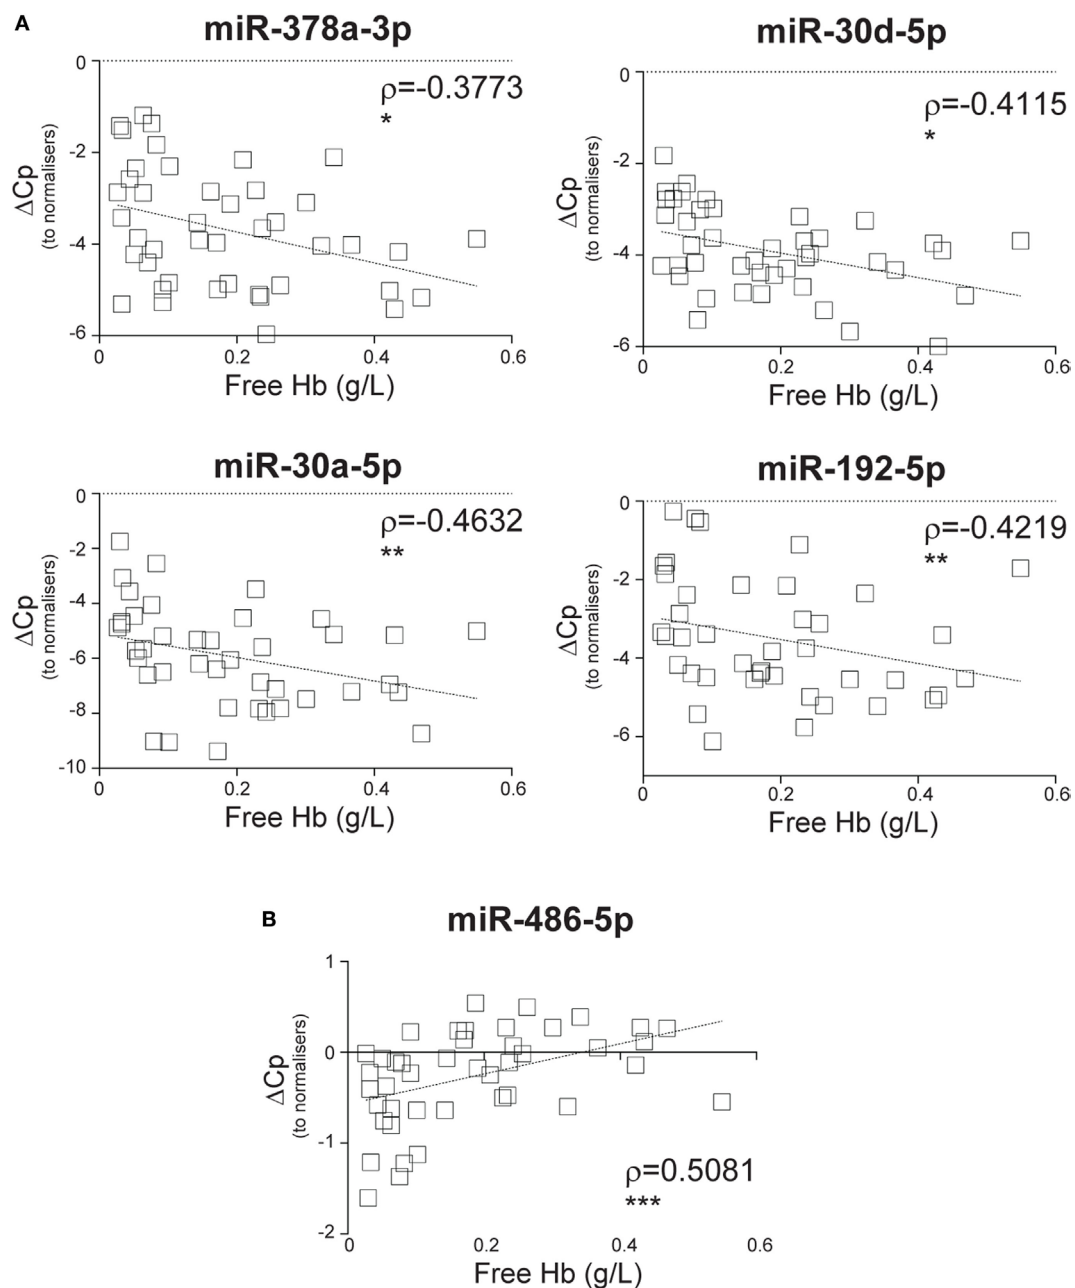 A
miR-378a-3p
ρ=-0.3773
*
0
-2
-4
-6
ΔCp
(to normalisers)
0 0.2 0.4 0.6
Free Hb (g/L)
miR-30d-5p
ρ=-0.4115
*
0
-2
-4
-6
ΔCp
(to normalisers)
0 0.2 0.4 0.6
Free Hb (g/L)
miR-30a-5p
ρ=-0.4632
**
0
-2
-4
-6
-8
-10
ΔCp
(to normalisers)
0 0.2 0.4 0.6
Free Hb (g/L)
miR-192-5p
ρ=-0.4219
**
0
-2
-4
-6
ΔCp
(to normalisers)
0 0.2 0.4 0.6
Free Hb (g/L)
B
miR-486-5p
1
0
-1
-2
ΔCp
(to normalisers)
ρ=0.5081
***
0 0.2 0.4 0.6
Free Hb (g/L)